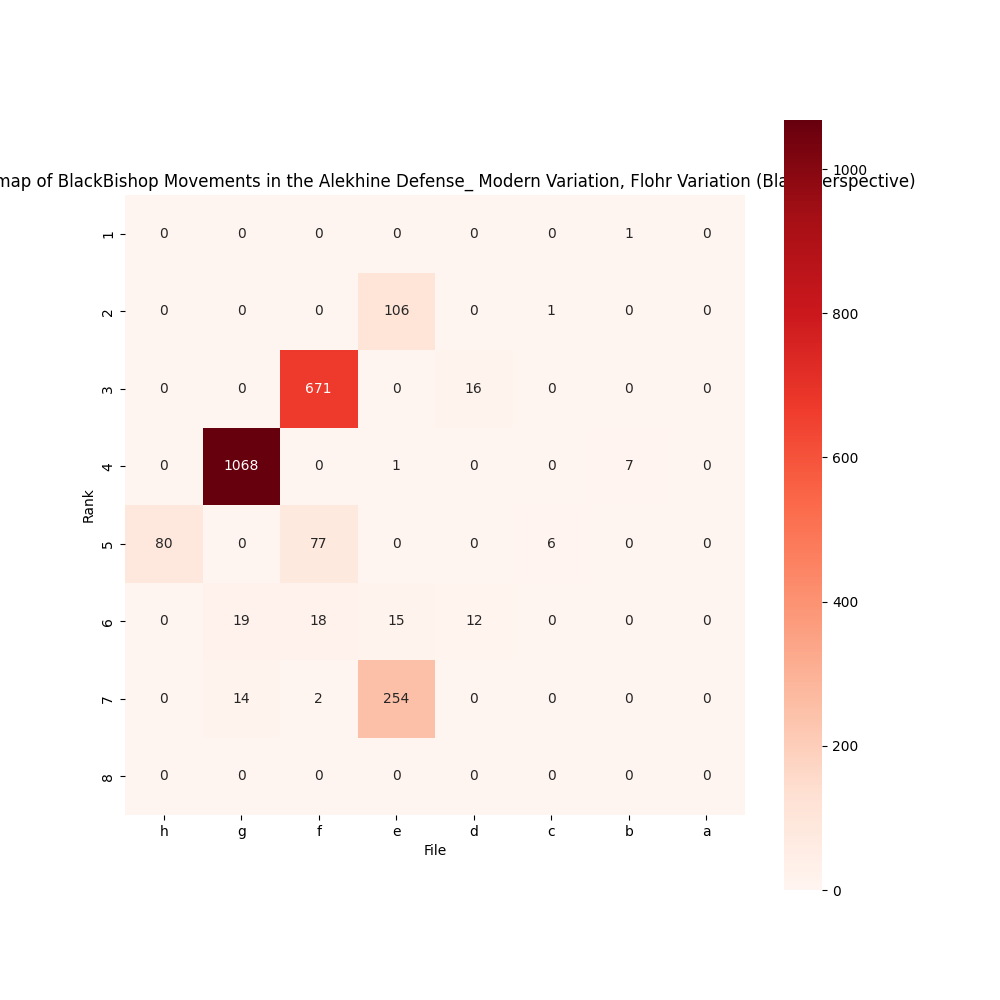 map of BlackBishop Movements in the Alekhine Defense_ Modern Variation, Flohr Variation (Black Perspective)
1 0 0 0 0 0 0 1 0
2 0 0 0 106 0 1 0 0
3 0 0 671 0 16 0 0 0
4 0 1068 0 1 0 0 7 0
5 80 0 77 0 0 6 0 0
6 0 19 18 15 12 0 0 0
7 0 14 2 254 0 0 0 0
8 0 0 0 0 0 0 0 0
h g f e d c b a
File
Rank
1000
800
600
400
200
0